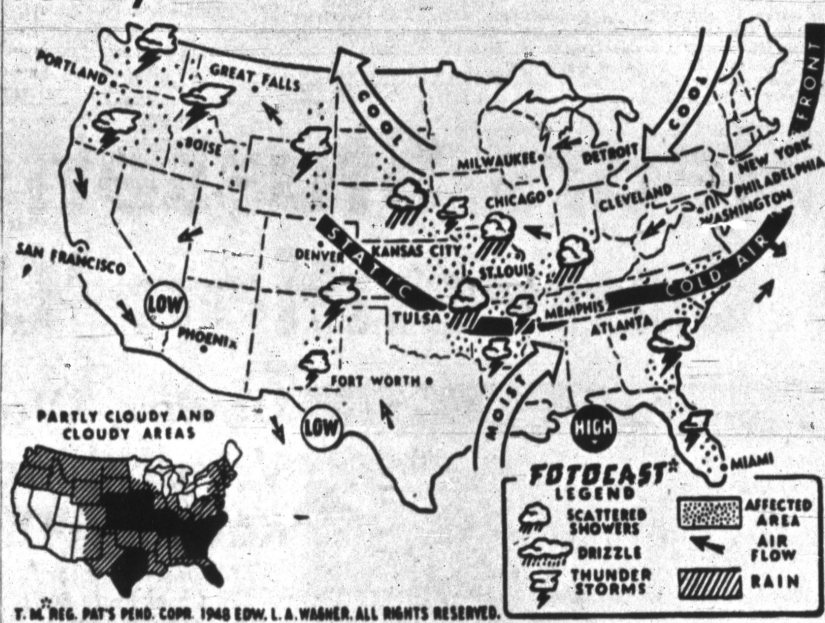 FRONT
COOL
COOL
PORTLAND
GREAT FALLS
BOISE
MILWAUKEE
DETROIT
NEW YORK
PHILADELPHIA
CHICAGO
CLEVELAND
WASHINGTON
SAN FRANCISCO
DENVER
STATIC
KANSAS CITY
ST. LOUIS
COLD AIR
LOW
TULSA
MEMPHIS
ATLANTA
PHOENIX
FORT WORTH
MOIST
LOW
HIGH
MIAMI
PARTLY CLOUDY AND
CLOUDY AREAS
FOTOCAST*
LEGEND
SCATTERED
SHOWERS
DRIZZLE
THUNDER
STORMS
AFFECTED
AREA
AIR
FLOW
RAIN
T. M.* REG. PAT'S PEND. COPR. 1948 EDW. L. A. WAGNER. ALL RIGHTS RESERVED.